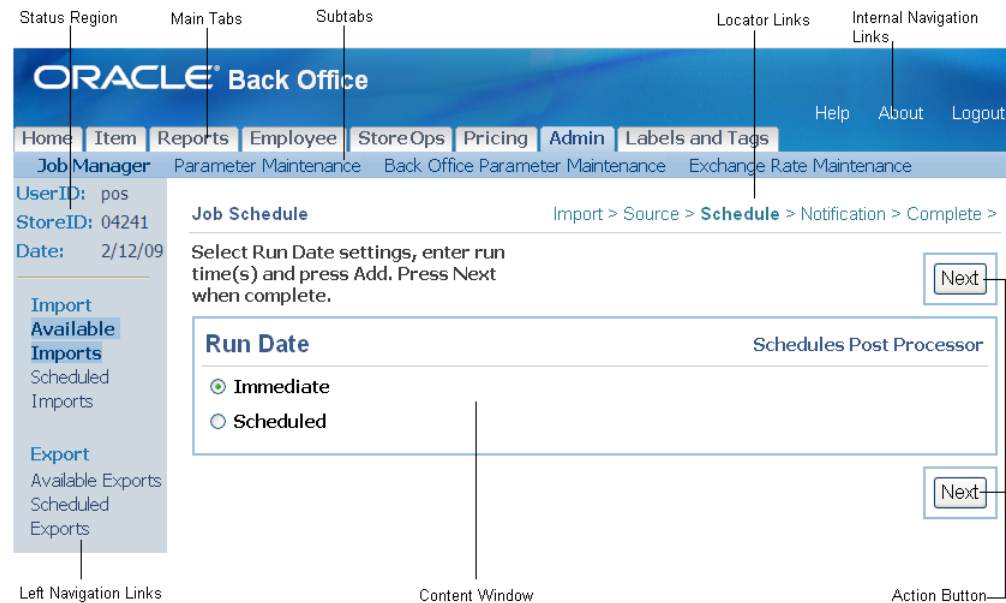 Status Region
Main Tabs
Subtabs
Locator Links
Internal Navigation
Links
ORACLE Back Office
Help About Logout
Home Item Reports Employee Store Ops Pricing Admin Labels and Tags
Job Manager Parameter Maintenance Back Office Parameter Maintenance Exchange Rate Maintenance
UserID: pos
StoreID: 04241
Date: 2/12/09
Job Schedule
Import > Source > Schedule > Notification > Complete >
Select Run Date settings, enter run
time(s) and press Add. Press Next
when complete.
Next
Import
Available
Imports
Scheduled
Imports
Run Date
Schedules Post Processor
Immediate
Scheduled
Export
Available Exports
Scheduled
Exports
Next
Left Navigation Links
Content Window
Action Button